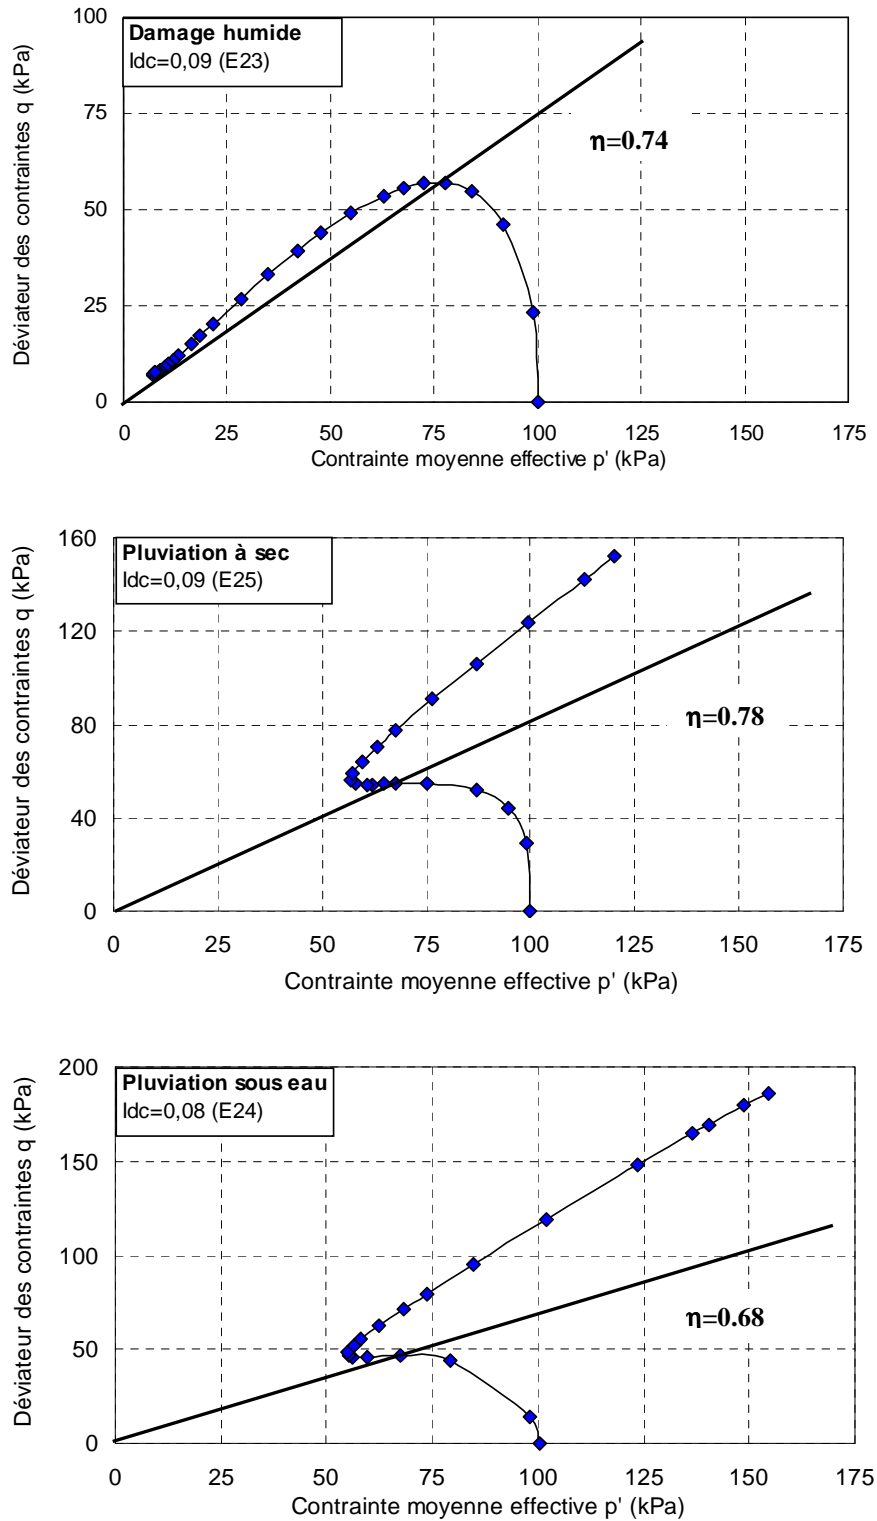 Damage humide
Idc=0,09 (E23)
η=0.74
Déviateur des contraintes q (kPa)
100
75
50
25
0
0 25 50 75 100 125 150 175
Contrainte moyenne effective p' (kPa)
Pluviation à sec
Idc=0,09 (E25)
η=0.78
Déviateur des contraintes q (kPa)
160
120
80
40
0
0 25 50 75 100 125 150 175
Contrainte moyenne effective p' (kPa)
Pluviation sous eau
Idc=0,08 (E24)
η=0.68
Déviateur des contraintes q (kPa)
200
150
100
50
0
0 25 50 75 100 125 150 175
Contrainte moyenne effective p' (kPa)